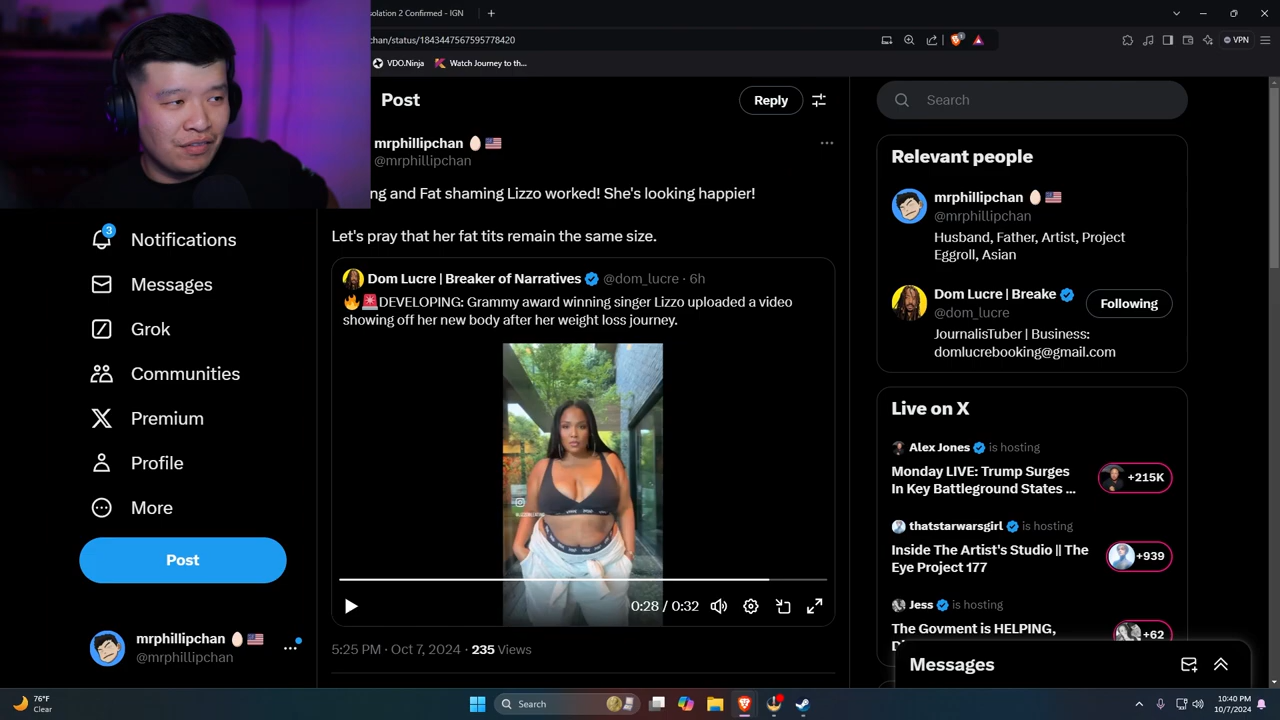 solation 2 Confirmed - IGN
chan/status/1843447567595778420
VPN
VDO.Ninja
Watch Journey to th...
Post
Reply
Search
mrphillipchan
@mrphillipchan
ng and Fat shaming Lizzo worked! She's looking happier!
Let's pray that her fat tits remain the same size.
Dom Lucre | Breaker of Narratives @dom_lucre · 6h
🔥🚨DEVELOPING: Grammy award winning singer Lizzo uploaded a video
showing off her new body after her weight loss journey.
0:28 / 0:32
5:25 PM · Oct 7, 2024 · 235 Views
3
Notifications
Messages
Grok
Communities
Premium
Profile
More
Post
mrphillipchan
@mrphillipchan
Relevant people
mrphillipchan
@mrphillipchan
Husband, Father, Artist, Project
Eggroll, Asian
Dom Lucre | Breake
@dom_lucre
Following
JournalisTuber | Business:
domlucrebooking@gmail.com
Live on X
Alex Jones is hosting
Monday LIVE: Trump Surges
In Key Battleground States ...
+215K
thatstarwarsgirl is hosting
Inside The Artist's Studio || The
Eye Project 177
+939
Jess is hosting
The Govment is HELPING,
+62
Messages
76°F
Clear
Search
10:40 PM
10/7/2024